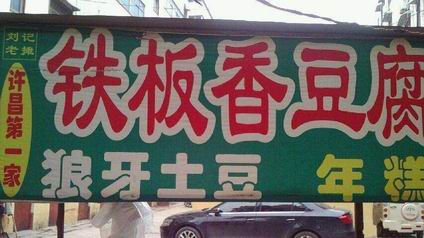 刘记
老摊
许昌第一家
铁板香豆腐
狼牙土豆 年糕